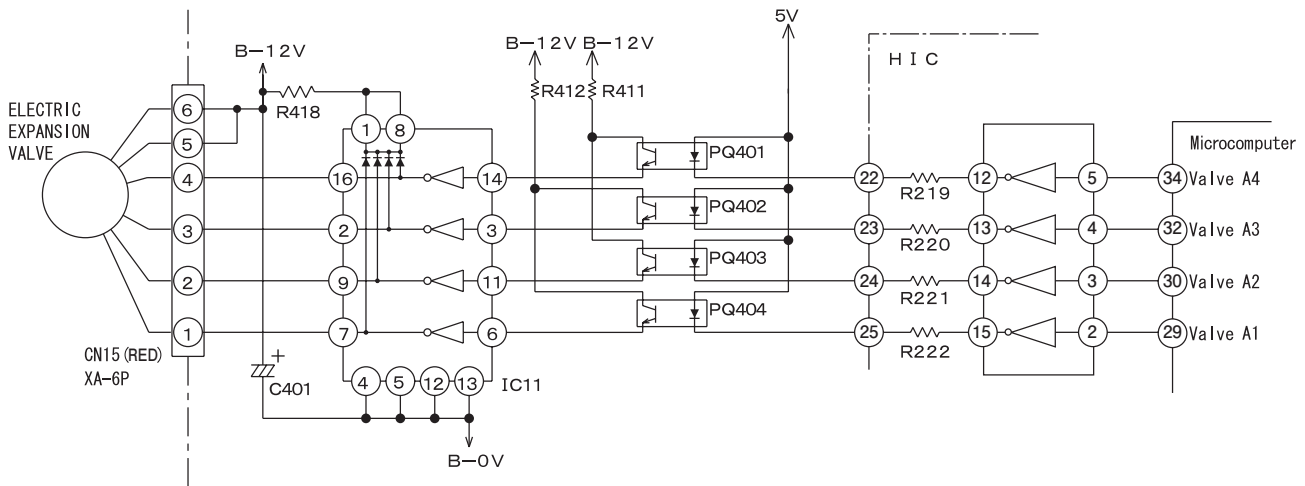 5V
B-12V
B-12V B-12V
H I C
R412 R411
R418
ELECTRIC
EXPANSION
VALVE
6
1 8
5
PQ401
Microcomputer
4 16 14 22 R219 12 5 34 Valve A4
PQ402
3 2 3 23 R220 13 4 32 Valve A3
PQ403
2 9 11 24 R221 14 3 30 Valve A2
PQ404
1 7 6 25 R222 15 2 29 Valve A1
CN15(RED)
XA-6P
+
C401
4 5 12 13 IC11
B-0V